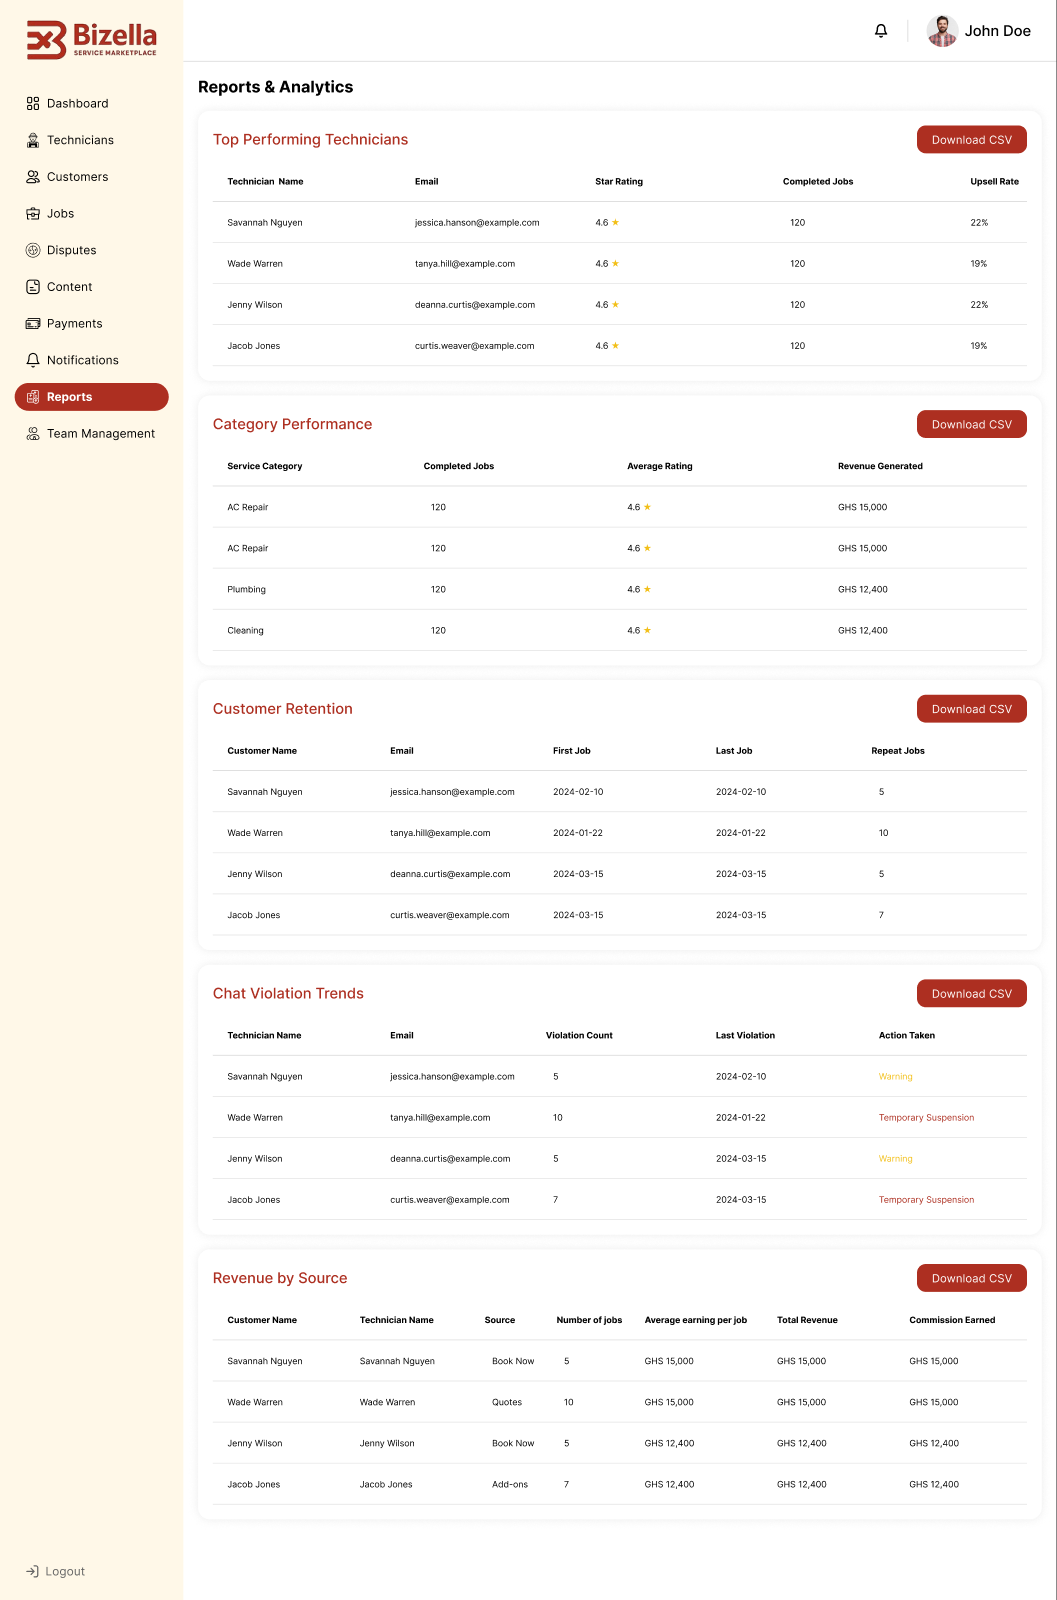 Bizella
SERVICE MARKETPLACE
John Doe
Dashboard
Technicians
Customers
Jobs
Disputes
Content
Payments
Notifications
Reports
Team Management
Logout
Reports & Analytics
Top Performing Technicians
Download CSV
Technician Name Email Star Rating Completed Jobs Upsell Rate
Savannah Nguyen jessica.hanson@example.com 4.6 ★ 120 22%
Wade Warren tanya.hill@example.com 4.6 ★ 120 19%
Jenny Wilson deanna.curtis@example.com 4.6 ★ 120 22%
Jacob Jones curtis.weaver@example.com 4.6 ★ 120 19%
Category Performance
Download CSV
Service Category Completed Jobs Average Rating Revenue Generated
AC Repair 120 4.6 ★ GHS 15,000
AC Repair 120 4.6 ★ GHS 15,000
Plumbing 120 4.6 ★ GHS 12,400
Cleaning 120 4.6 ★ GHS 12,400
Customer Retention
Download CSV
Customer Name Email First Job Last Job Repeat Jobs
Savannah Nguyen jessica.hanson@example.com 2024-02-10 2024-02-10 5
Wade Warren tanya.hill@example.com 2024-01-22 2024-01-22 10
Jenny Wilson deanna.curtis@example.com 2024-03-15 2024-03-15 5
Jacob Jones curtis.weaver@example.com 2024-03-15 2024-03-15 7
Chat Violation Trends
Download CSV
Technician Name Email Violation Count Last Violation Action Taken
Savannah Nguyen jessica.hanson@example.com 5 2024-02-10 Warning
Wade Warren tanya.hill@example.com 10 2024-01-22 Temporary Suspension
Jenny Wilson deanna.curtis@example.com 5 2024-03-15 Warning
Jacob Jones curtis.weaver@example.com 7 2024-03-15 Temporary Suspension
Revenue by Source
Download CSV
Customer Name Technician Name Source Number of jobs Average earning per job Total Revenue Commission Earned
Savannah Nguyen Savannah Nguyen Book Now 5 GHS 15,000 GHS 15,000 GHS 15,000
Wade Warren Wade Warren Quotes 10 GHS 15,000 GHS 15,000 GHS 15,000
Jenny Wilson Jenny Wilson Book Now 5 GHS 12,400 GHS 12,400 GHS 12,400
Jacob Jones Jacob Jones Add-ons 7 GHS 12,400 GHS 12,400 GHS 12,400